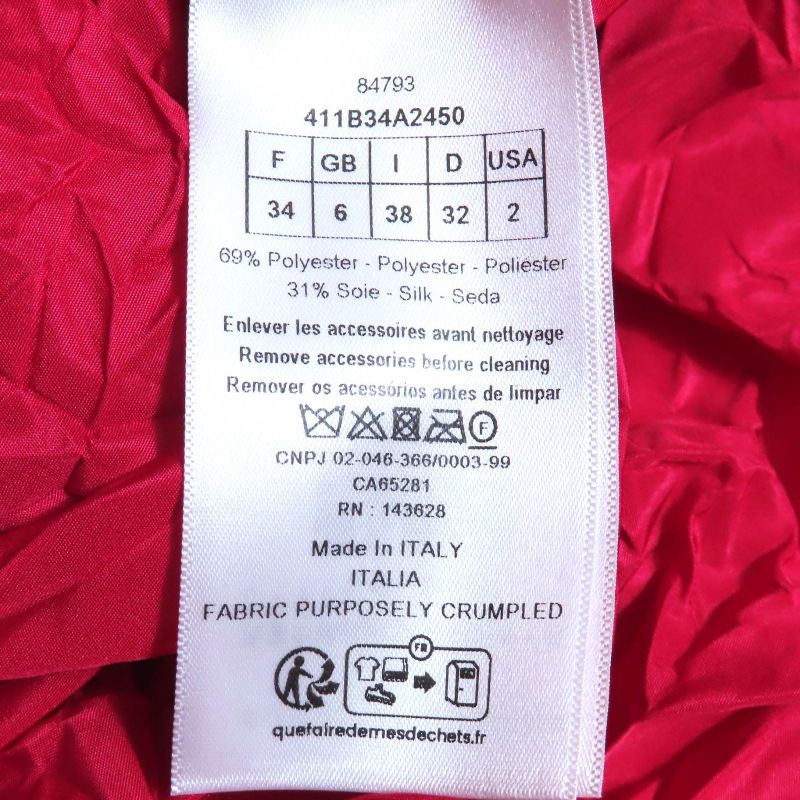 84793
411B34A2450
F GB I D USA
34 6 38 32 2
69% Polyester - Polyester - Poliéster
31% Soie - Silk - Seda
Enlever les accessoires avant nettoyage
Remove accessories before cleaning
Remover os acessórios antes de limpar
F
CNPJ 02-046-366/0003-99
CA65281
RN : 143628
Made In ITALY
ITALIA
FABRIC PURPOSELY CRUMPLED
FR
quefairedemesdechets.fr